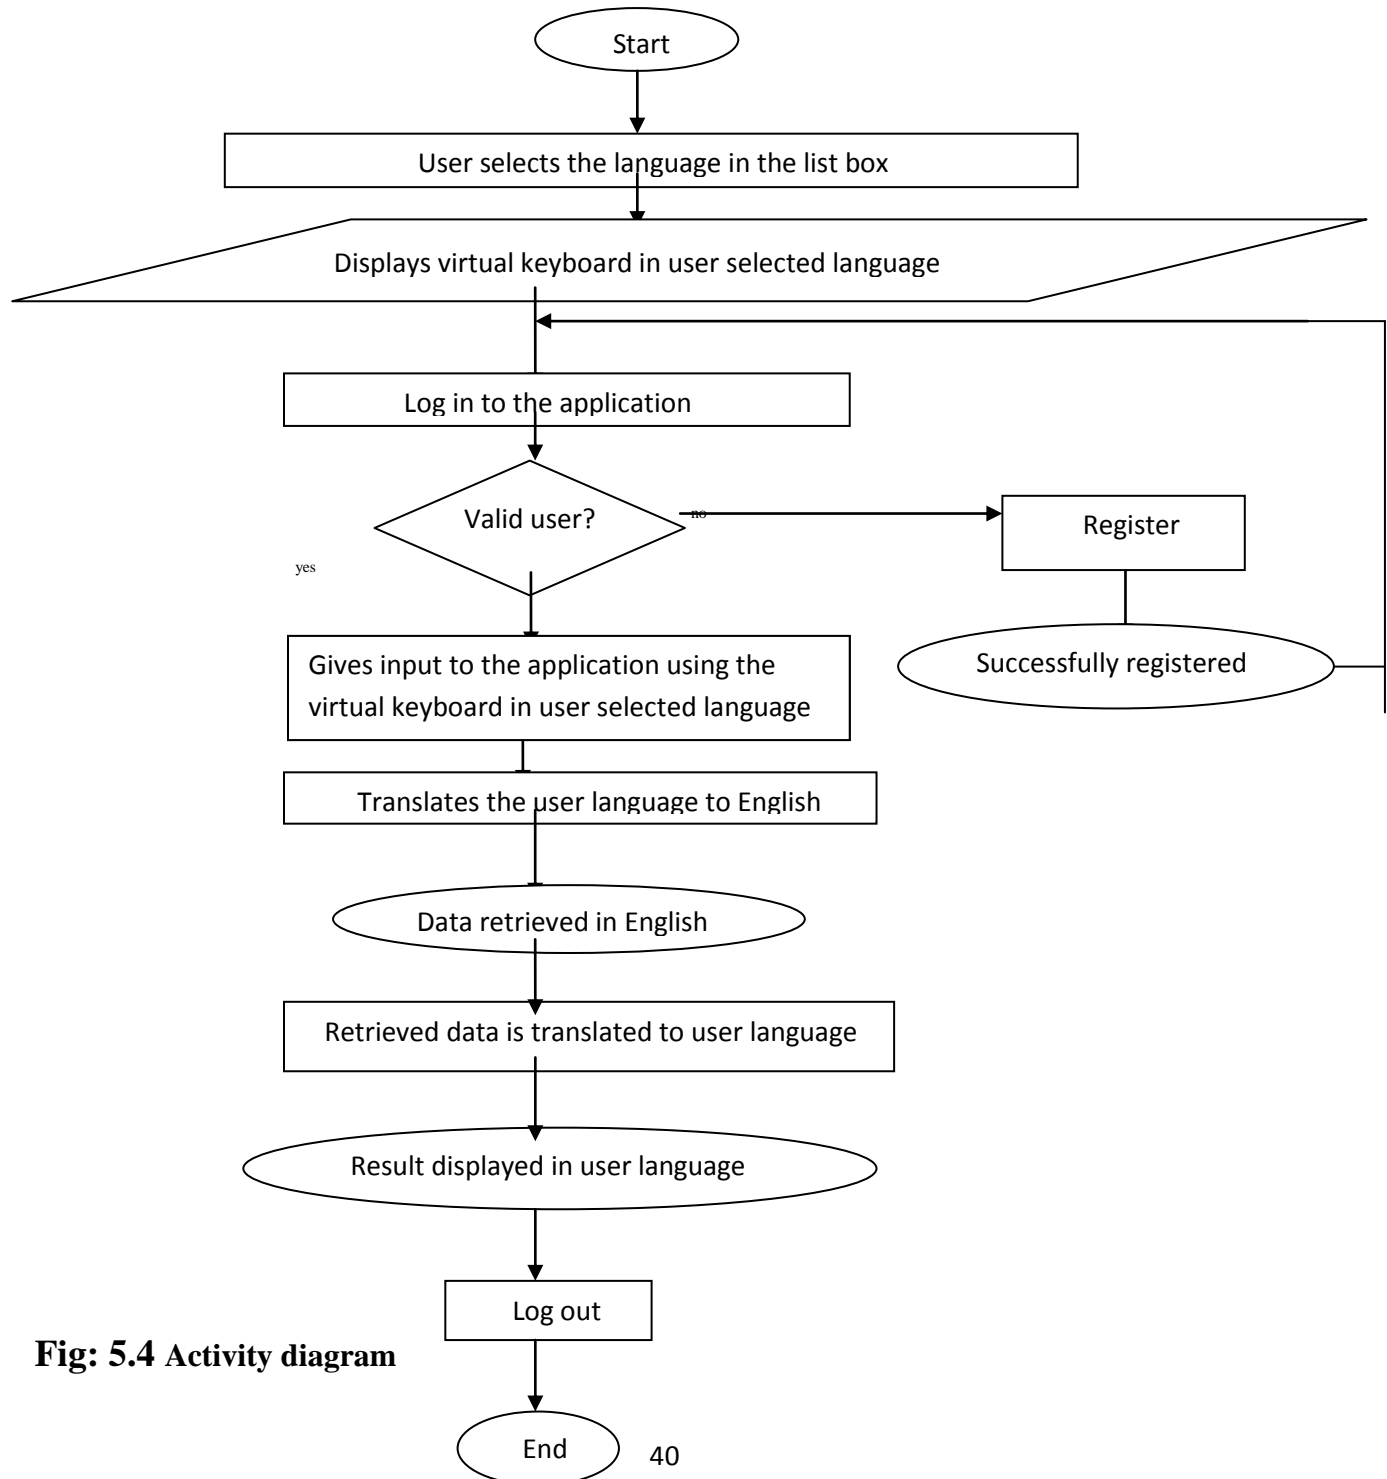 Start
User selects the language in the list box
Displays virtual keyboard in user selected language
Log in to the application
Valid user?
no
Register
yes
Gives input to the application using the
virtual keyboard in user selected language
Successfully registered
Translates the user language to English
Data retrieved in English
Retrieved data is translated to user language
Result displayed in user language
Log out
Fig: 5.4 Activity diagram
End
40